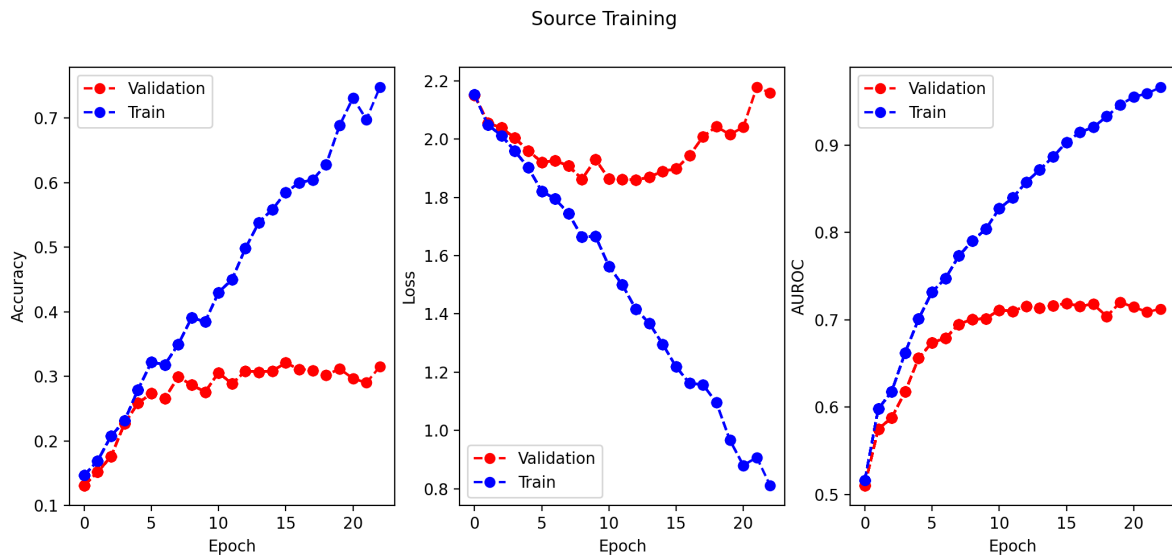 Source Training
Accuracy
0.7
0.6
0.5
0.4
0.3
0.2
0.1
Validation
Train
0 5 10 15 20
Epoch
Loss
2.2
2.0
1.8
1.6
1.4
1.2
1.0
0.8
Validation
Train
0 5 10 15 20
Epoch
AUROC
0.9
0.8
0.7
0.6
0.5
Validation
Train
0 5 10 15 20
Epoch